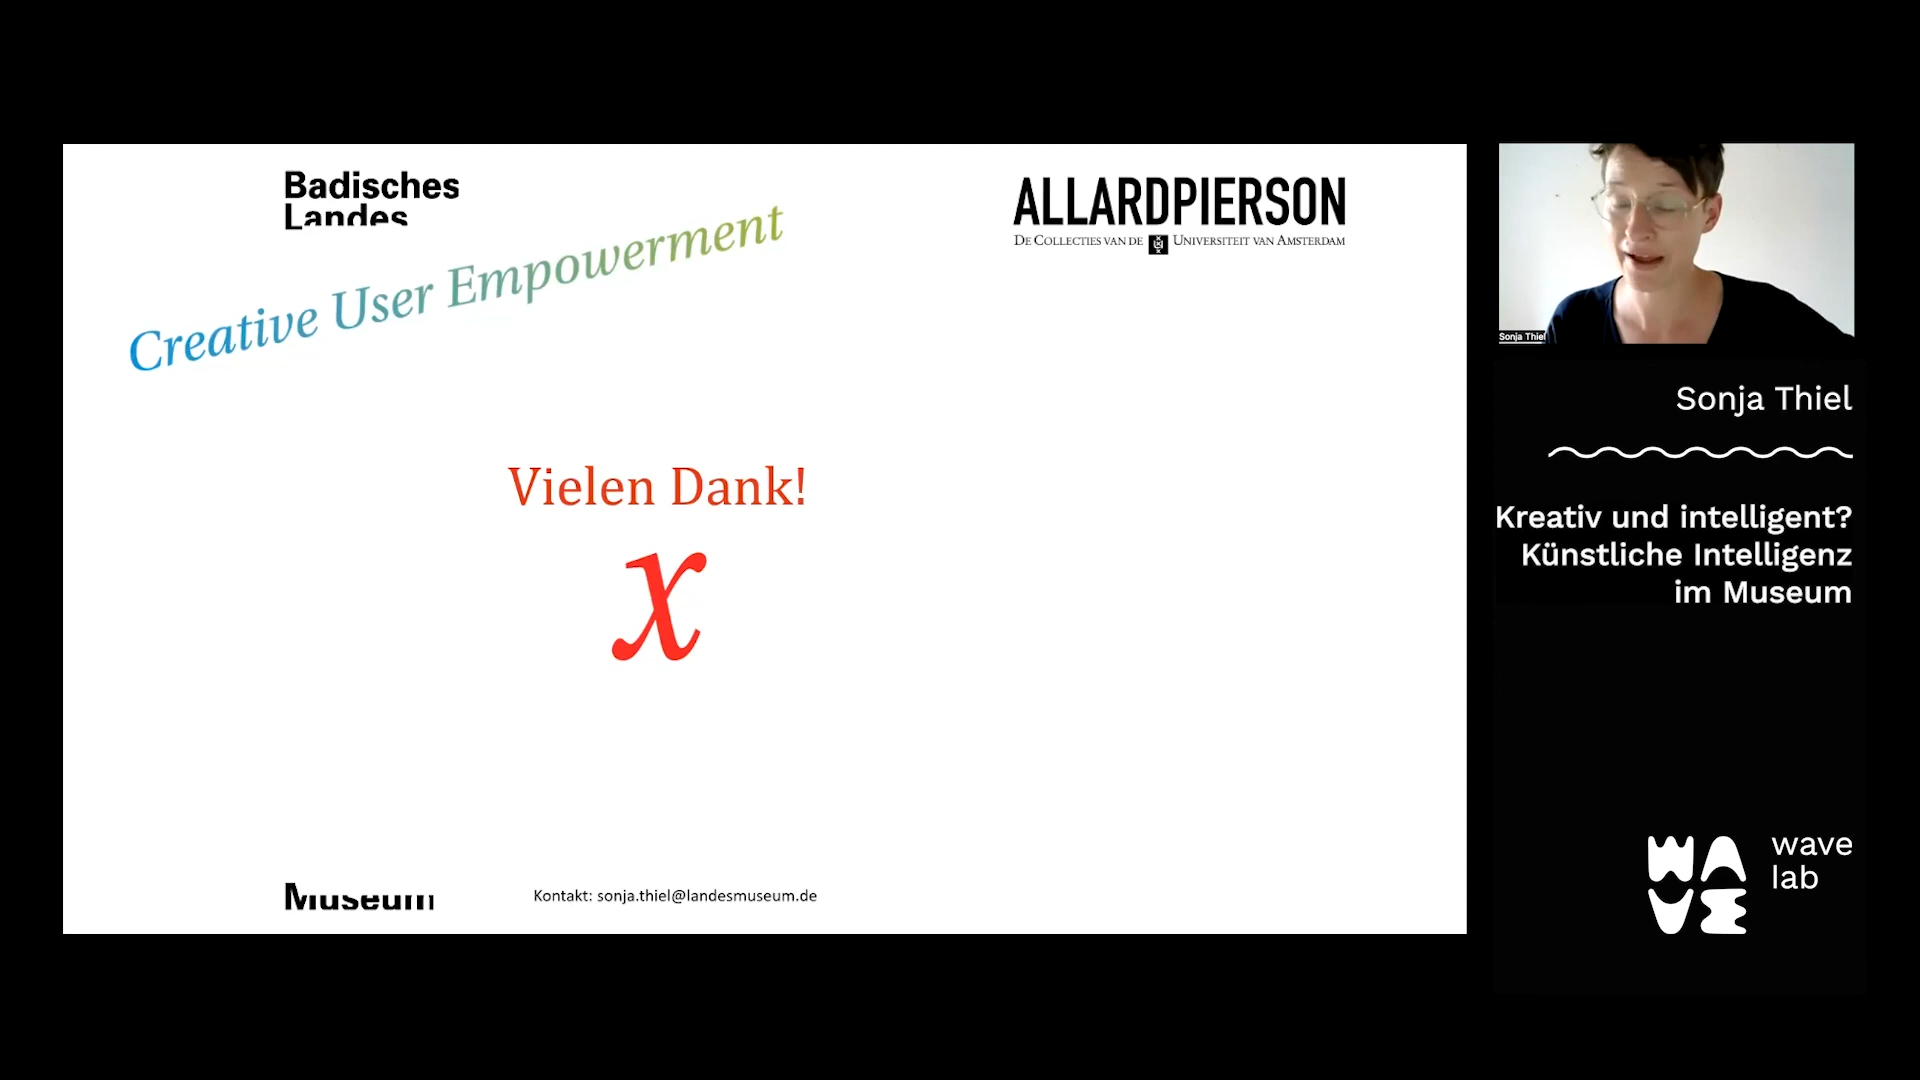 Badisches
Landes
Creative User Empowerment
ALLARDPIERSON
DE COLLECTIES VAN DE UNIVERSITEIT VAN AMSTERDAM
Vielen Dank!
x
Museum
Kontakt: sonja.thiel@landesmuseum.de
Sonja Thiel
Sonja Thiel
Kreativ und intelligent?
Künstliche Intelligenz
im Museum
WAVE
wave
lab